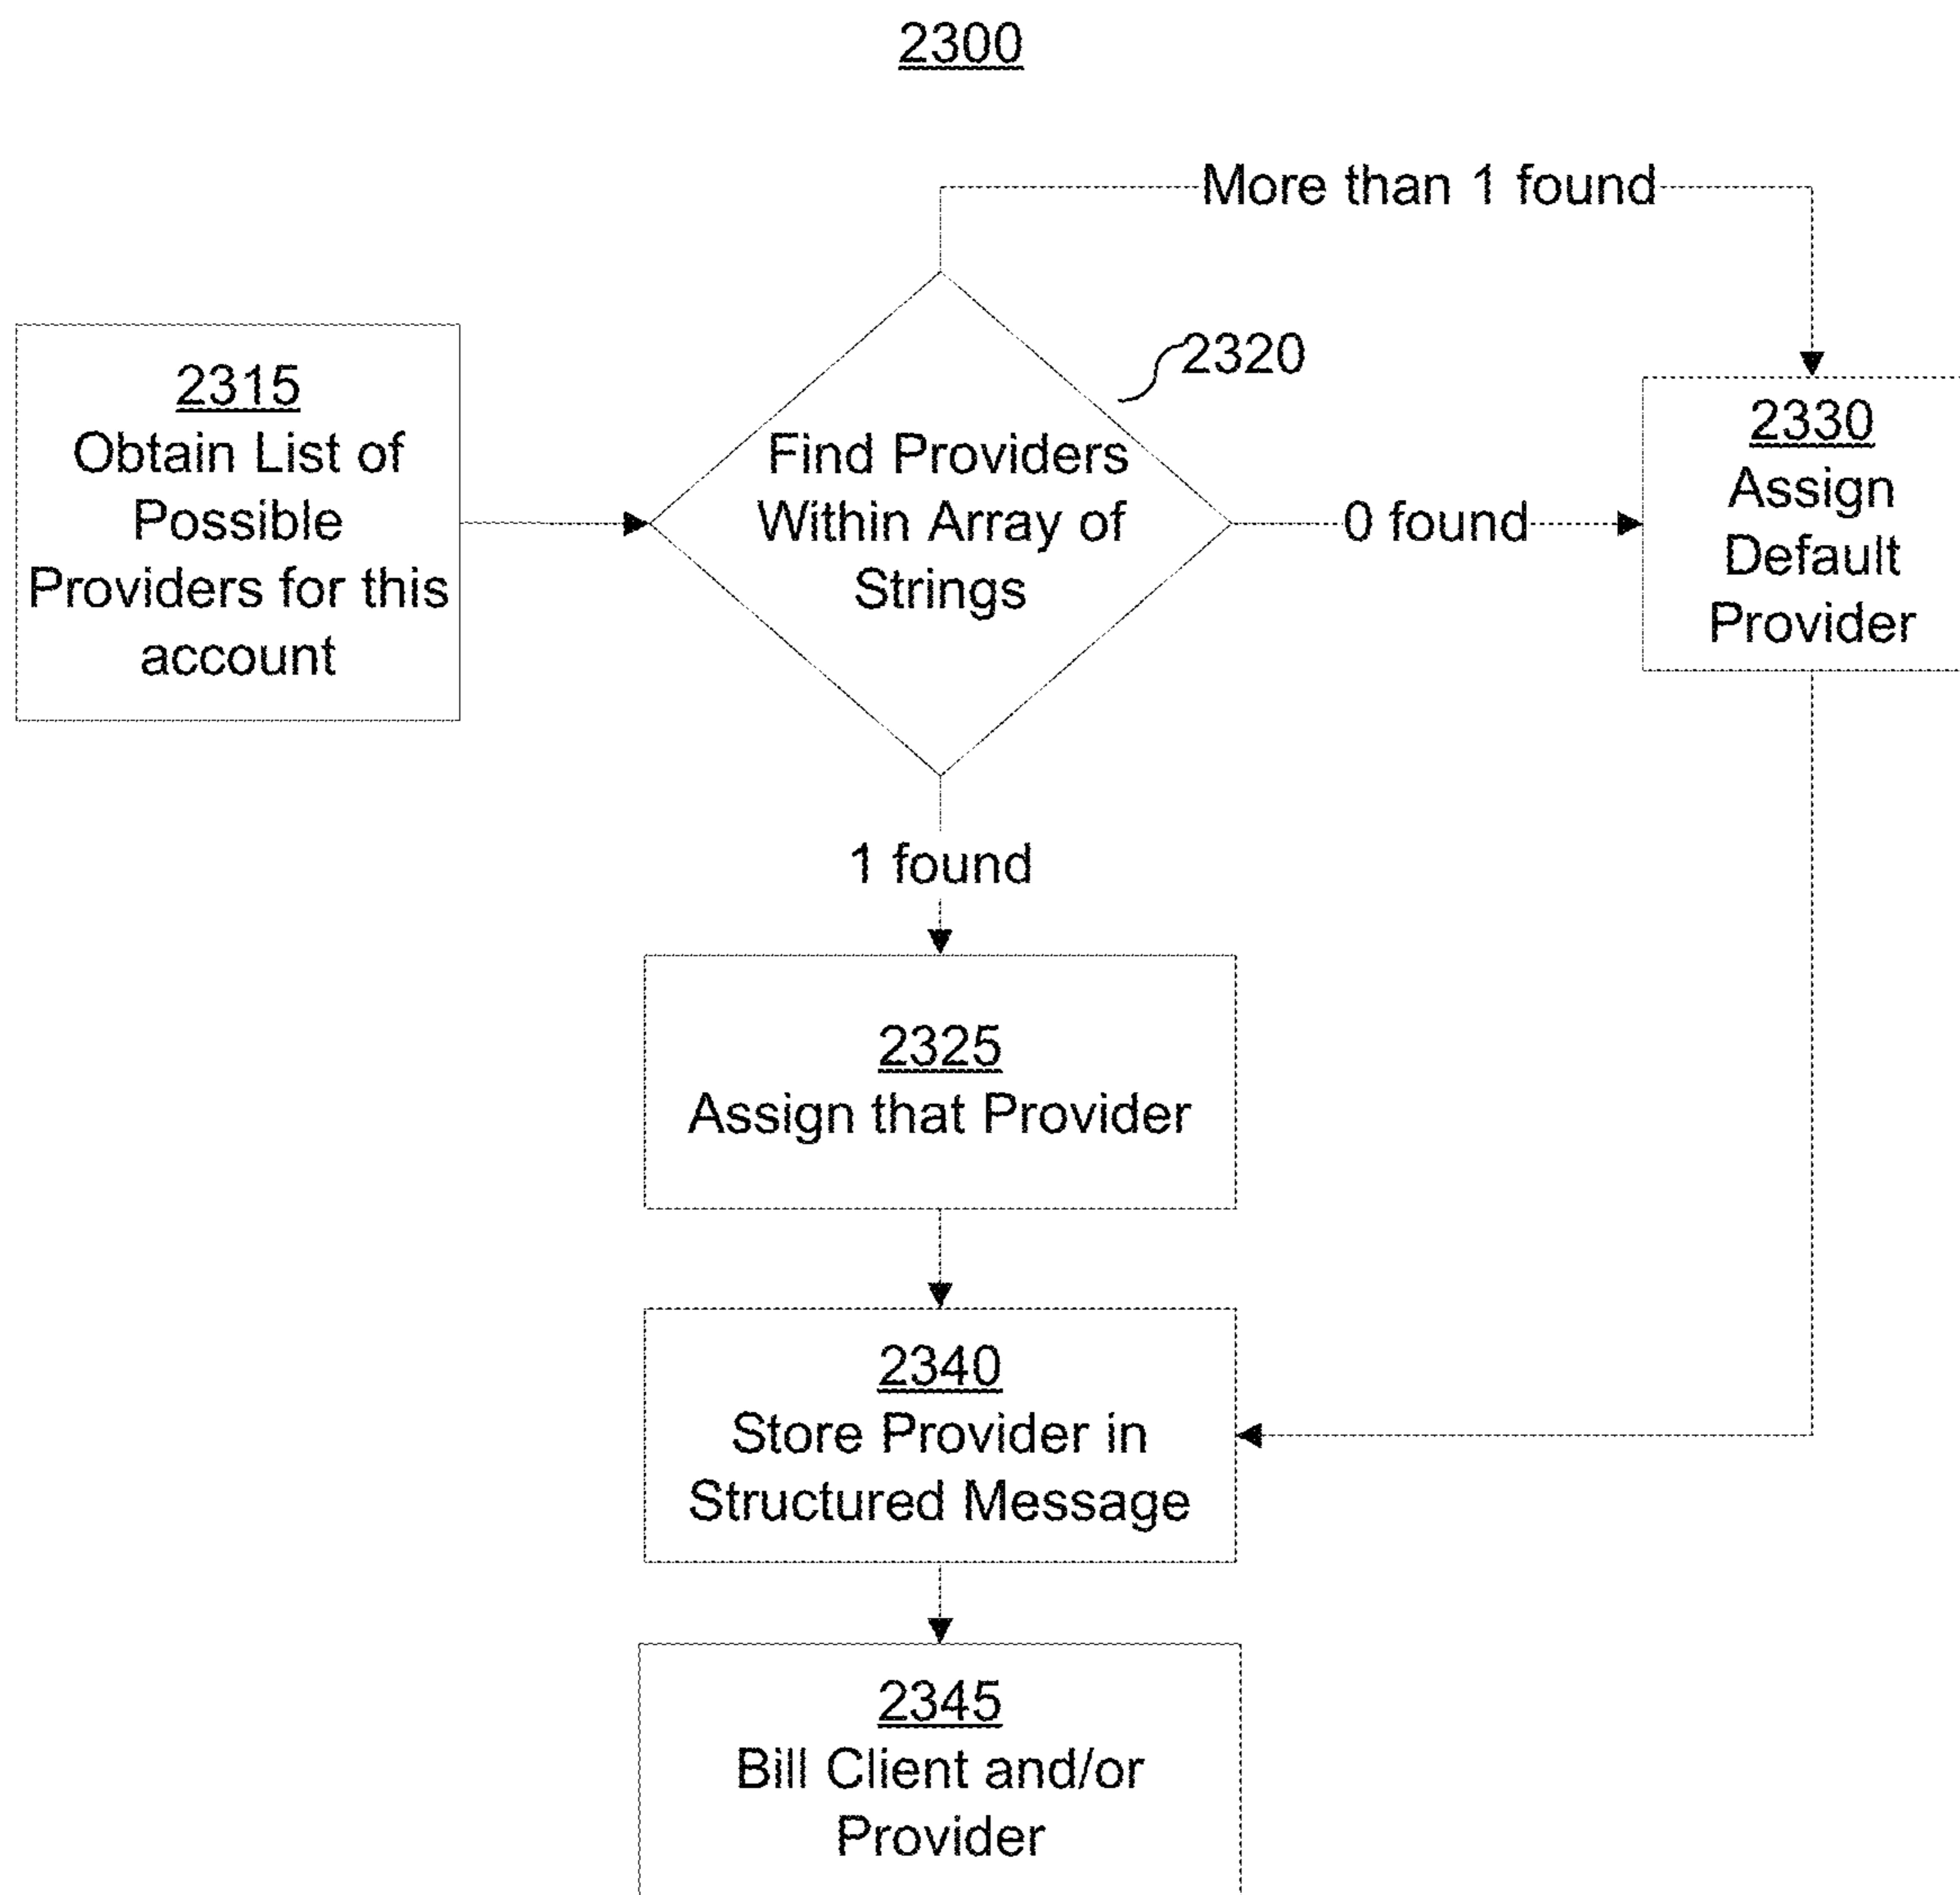 2300
More than 1 found
2315
Obtain List of
Possible
Providers for this
account
2320
Find Providers
Within Array of
Strings
0 found
2330
Assign
Default
Provider
1 found
2325
Assign that Provider
2340
Store Provider in
Structured Message
2345
Bill Client and/or
Provider